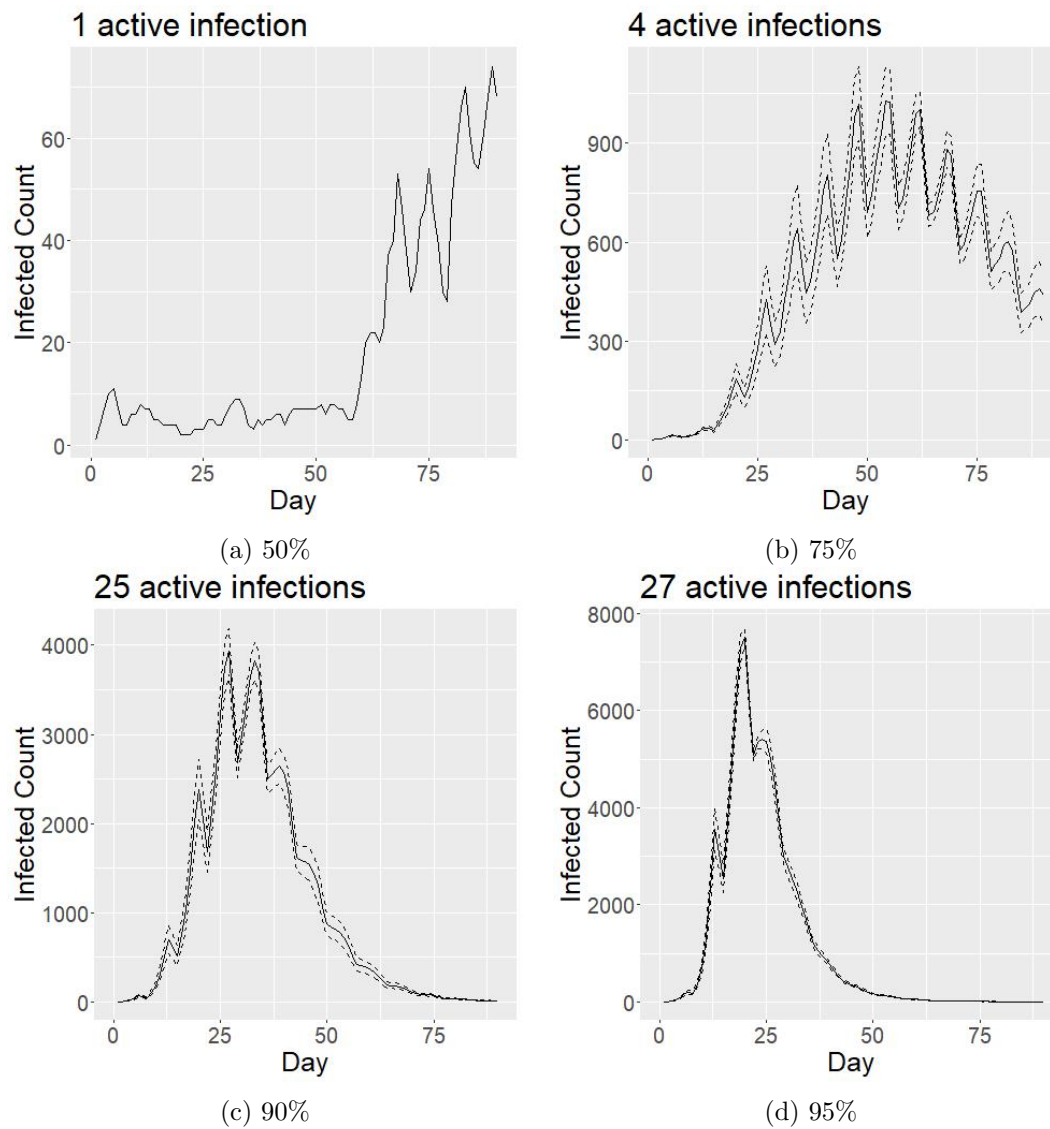 1 active infection
60
40
20
0
Infected Count
0 25 50 75
Day
(a) 50%
4 active infections
900
600
300
0
Infected Count
0 25 50 75
Day
(b) 75%
25 active infections
4000
3000
2000
1000
0
Infected Count
0 25 50 75
Day
(c) 90%
27 active infections
8000
6000
4000
2000
0
Infected Count
0 25 50 75
Day
(d) 95%